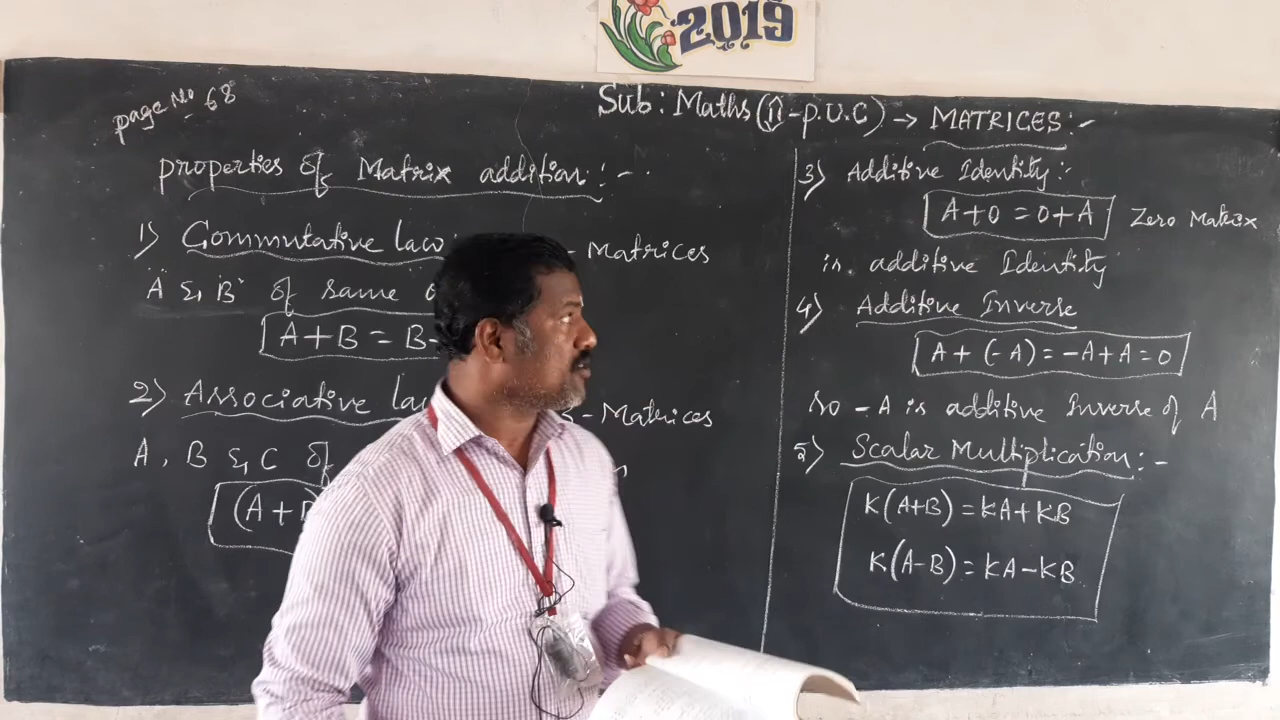 2019
page No 68
Sub : Maths (II - p.U.C) → MATRICES :-
properties of Matrix addition :-
1) Commutative law : - Matrices
A & B of same
A + B = B
2) Associative la - Matrices
A, B & C of
(A+
3) Additive Identity :-
A + 0 = 0 + A Zero Matrix
is additive Identity
4) Additive Inverse
A + (-A) = -A + A = 0
so - A is additive Inverse of A
5) Scalar Multiplication :-
K(A+B) = KA + KB
K(A-B) = KA - KB